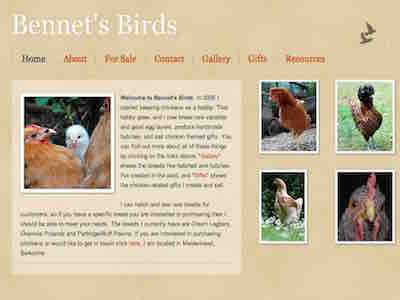 Bennet's Birds
Home About For Sale Contact Gallery Gifts Resources
Welcome to Bennet's Birds. In 2008 I
started keeping chickens as a hobby. That
hobby grew, and I now breed rare varieties
and good egg layers, produce handmade
hutches, and sell chicken themed gifts. You
can find out more about all of these things
by clicking on the links above. "Gallery"
shows the breeds I've hatched and hutches
I've created in the past, and "Gifts" shows
the chicken-related gifts I create and sell.
I can hatch and rear rare breeds for
customers, so if you have a specific breed you are interested in purchasing then I
should be able to meet your needs. The breeds I currently have are Cream Legbars,
and Partridge/Buff Pekins. If you are interested in purchasing
chickens or would like to get in touch click here. I am located in Maidenhead,
Berkshire.